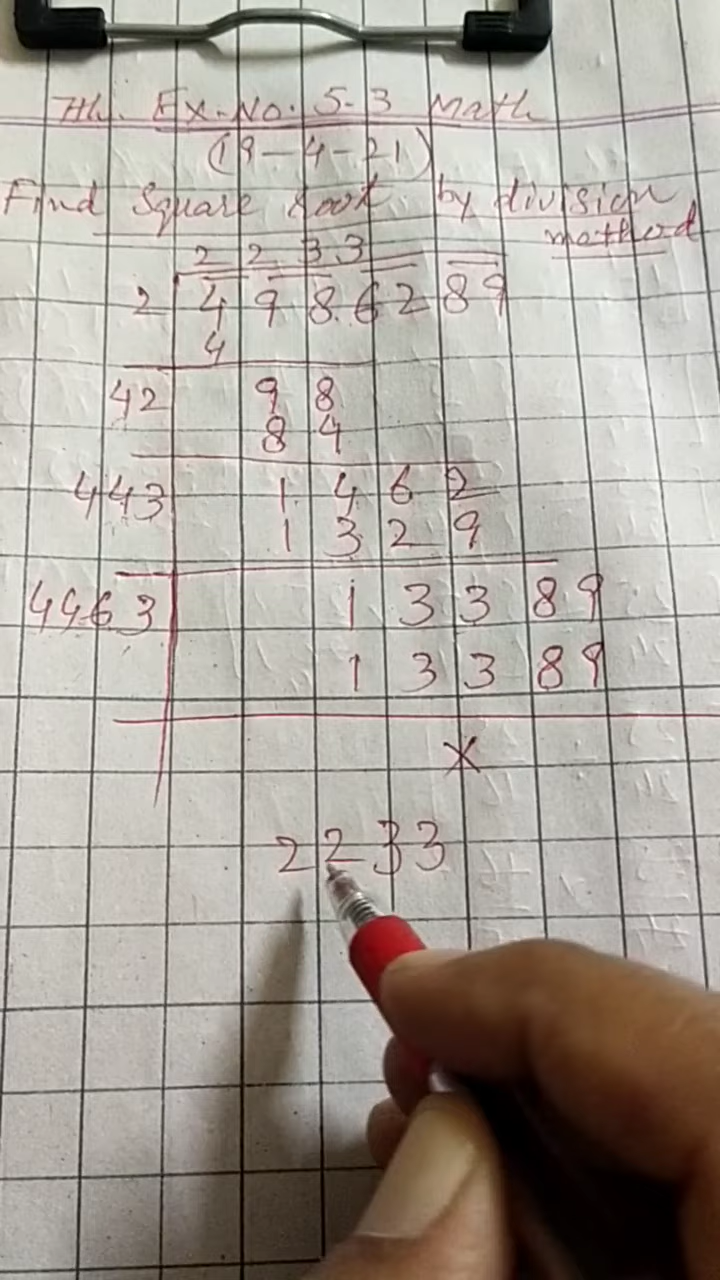 7th. Ex. No. 5.3 Math
(19-4-21)
Find Square root by division
mathod
2 2 3 3
2 4 9 8 6 2 8 9
4
42 9 8
8 4
443 1 4 6 2
1 3 2 9
4463 1 3 3 8 9
1 3 3 8 9
x
2233